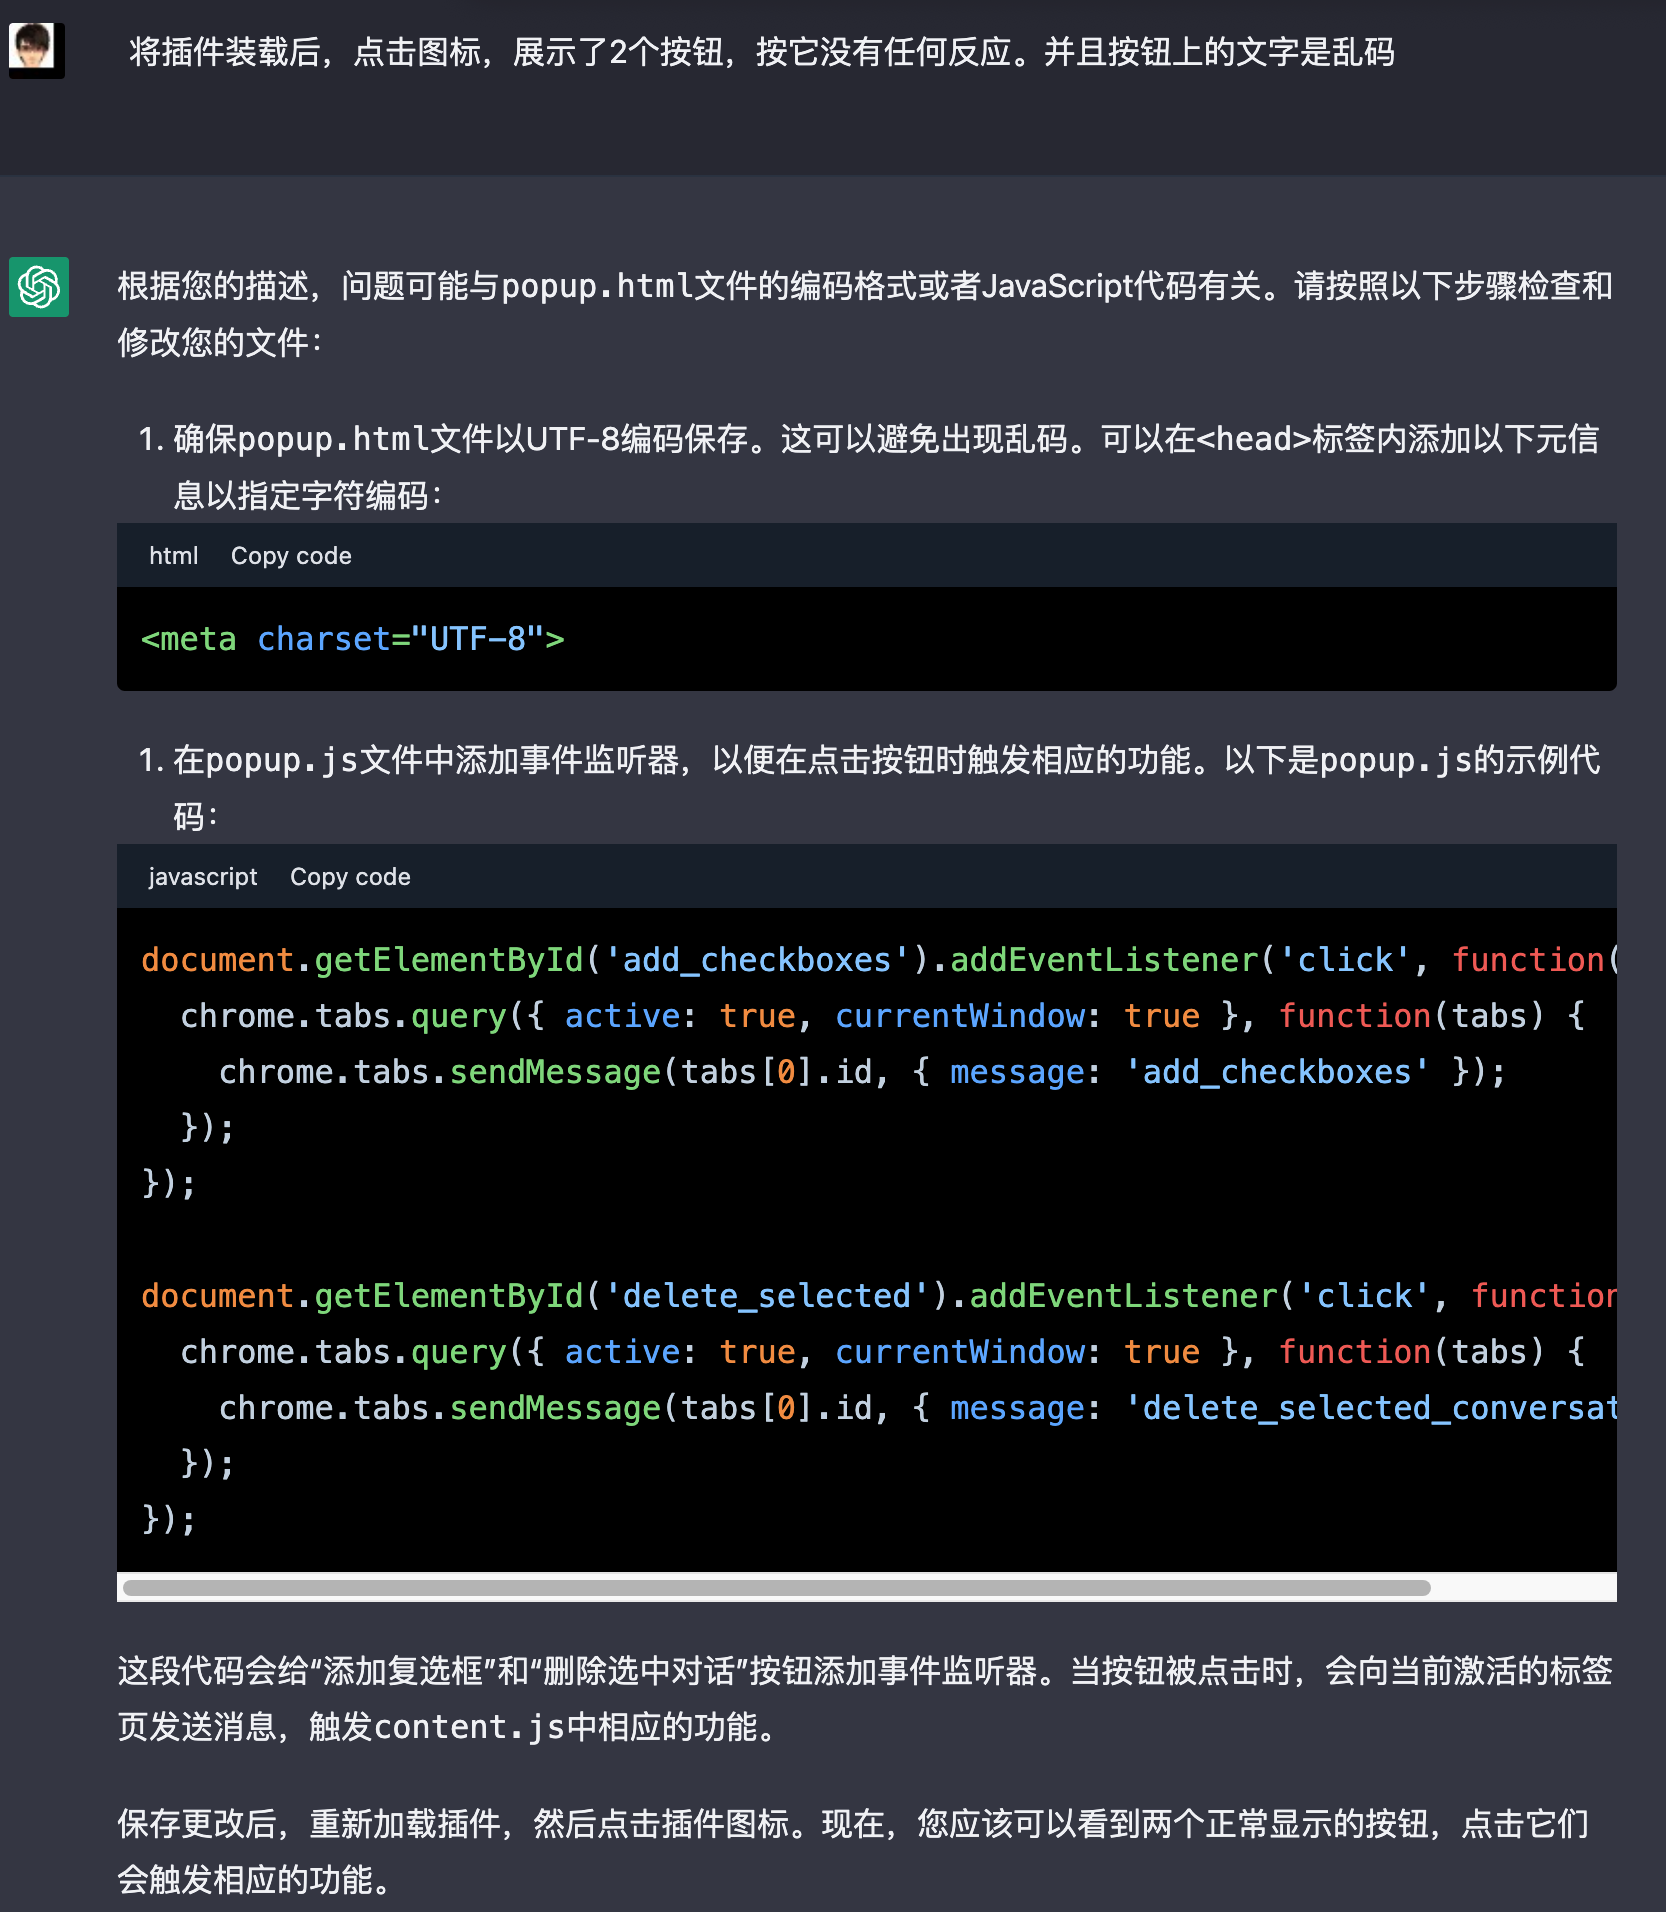 将插件装载后，点击图标，展示了2个按钮，按它没有任何反应。并且按钮上的文字是乱码
根据您的描述，问题可能与popup.html文件的编码格式或者JavaScript代码有关。请按照以下步骤检查和
修改您的文件：
1. 确保popup.html文件以UTF-8编码保存。这可以避免出现乱码。可以在<head>标签内添加以下元信
息以指定字符编码：
html Copy code
<meta charset="UTF-8">
1. 在popup.js文件中添加事件监听器，以便在点击按钮时触发相应的功能。以下是popup.js的示例代
码：
javascript Copy code
document.getElementById('add_checkboxes').addEventListener('click', function(
  chrome.tabs.query({ active: true, currentWindow: true }, function(tabs) {
    chrome.tabs.sendMessage(tabs[0].id, { message: 'add_checkboxes' });
  });
});
document.getElementById('delete_selected').addEventListener('click', function
  chrome.tabs.query({ active: true, currentWindow: true }, function(tabs) {
    chrome.tabs.sendMessage(tabs[0].id, { message: 'delete_selected_conversat
  });
});
这段代码会给“添加复选框”和“删除选中对话”按钮添加事件监听器。当按钮被点击时，会向当前激活的标签
页发送消息，触发content.js中相应的功能。
保存更改后，重新加载插件，然后点击插件图标。现在，您应该可以看到两个正常显示的按钮，点击它们
会触发相应的功能。